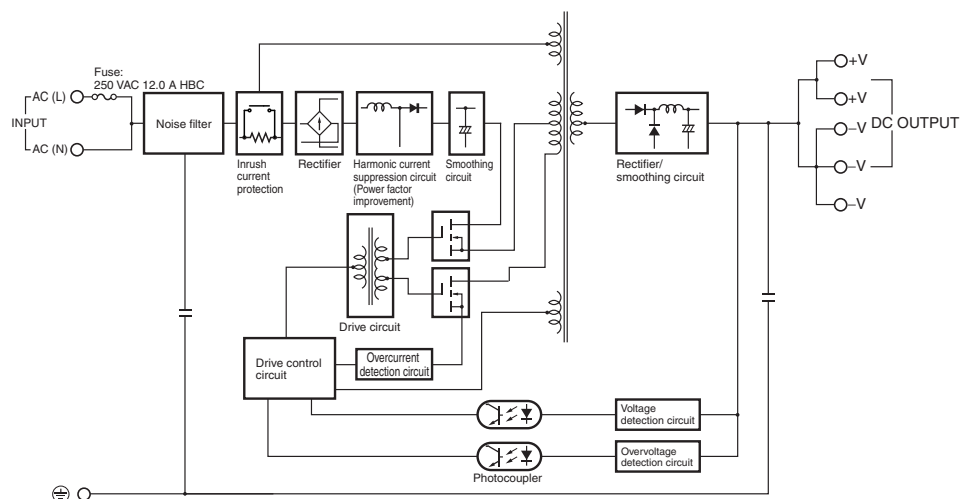 Fuse:
250 VAC 12.0 A HBC
AC (L)
INPUT
AC (N)
Noise filter
Inrush
current
protection
Rectifier
Harmonic current
suppression circuit
(Power factor
improvement)
Smoothing
circuit
Rectifier/
smoothing circuit
+V
+V
DC OUTPUT
–V
–V
–V
Drive circuit
Drive control
circuit
Overcurrent
detection circuit
Voltage
detection circuit
Overvoltage
detection circuit
Photocoupler